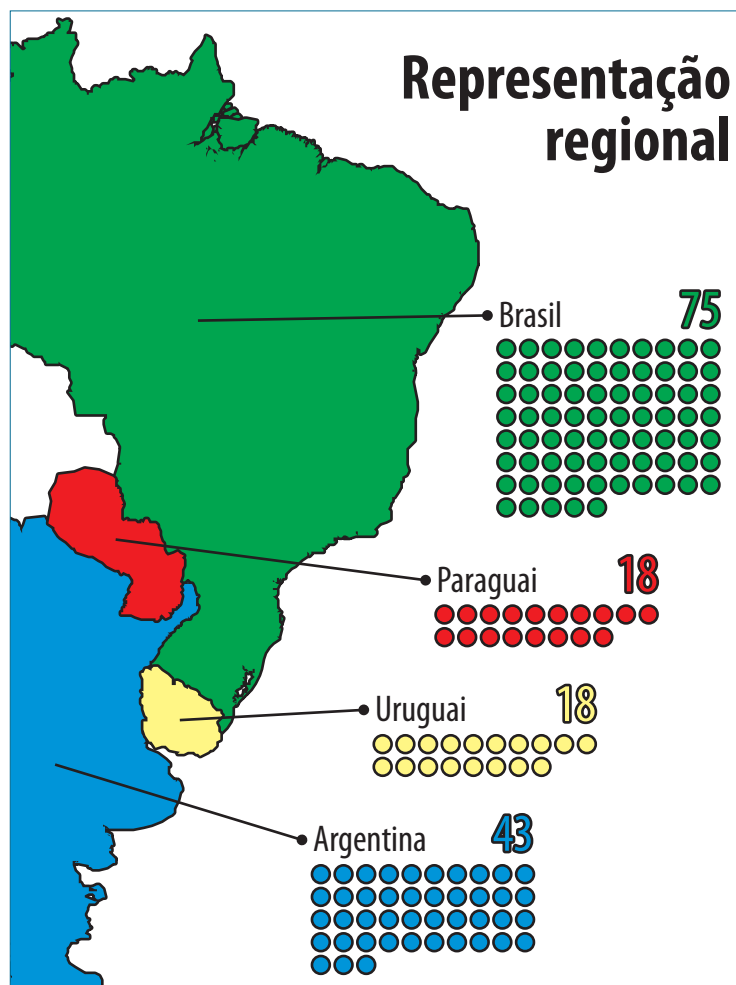 Representação
regional
Brasil 75
Paraguai 18
Uruguai 18
Argentina 43